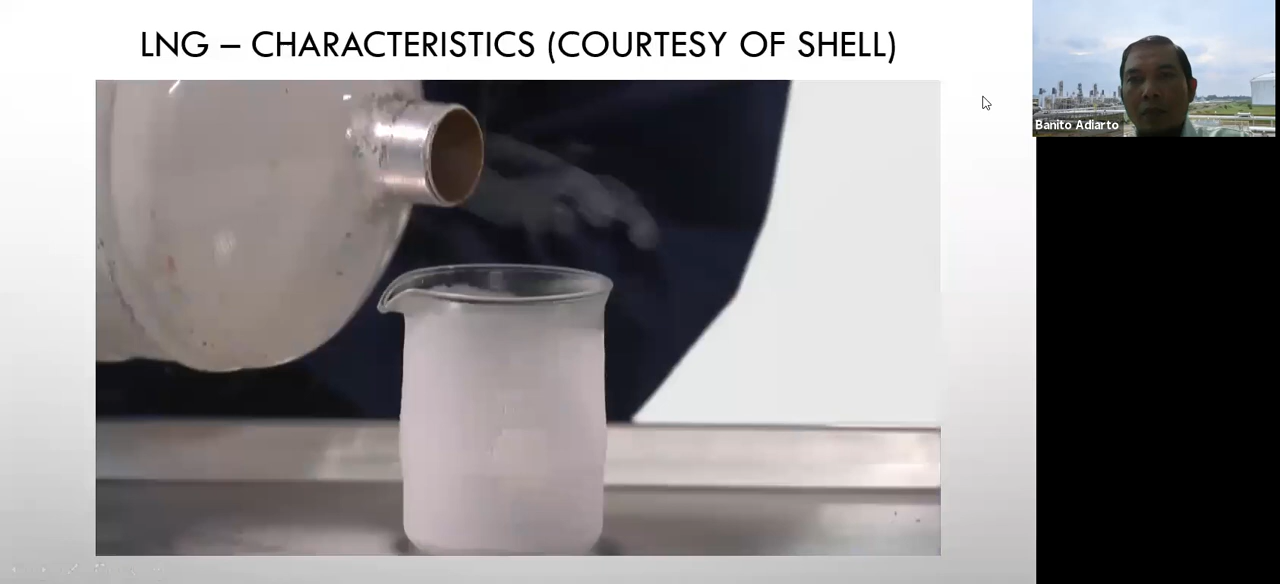 LNG – CHARACTERISTICS (COURTESY OF SHELL)
Banito Adiarto